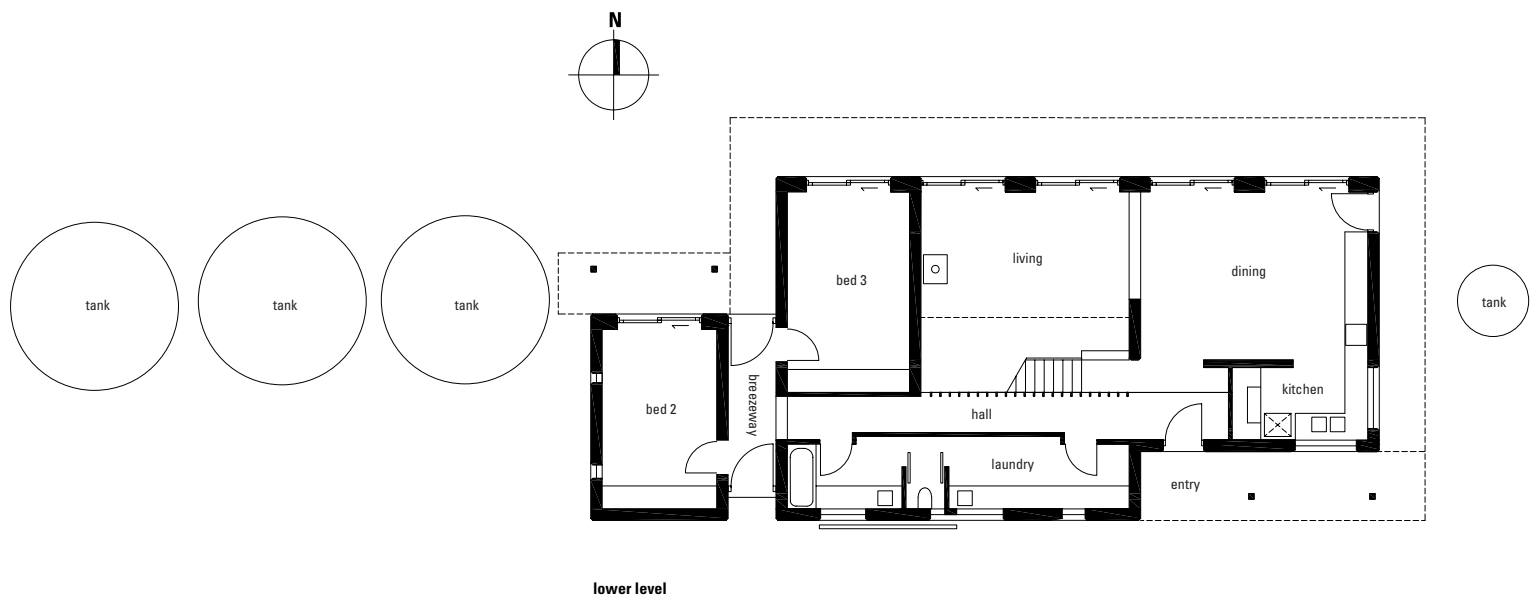 N
living
dining
bed 3
tank
tank
tank
tank
kitchen
breezeway
bed 2
hall
laundry
entry
lower level